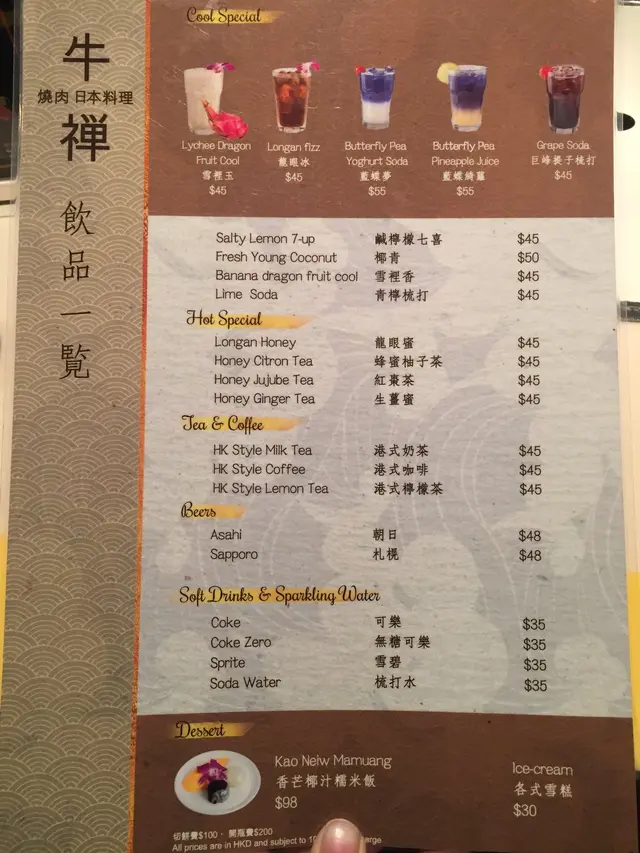 牛
燒肉 日本料理
禅
飲品一覧
Cool Special
Lychee Dragon
Fruit Cool
雪裡玉
$45
Longan fizz
龍眼冰
$45
Butterfly Pea
Yoghurt Soda
藍蝶夢
$55
Butterfly Pea
Pineapple Juice
藍蝶綺蘿
$55
Grape Soda
巨峰提子梳打
$45
Salty Lemon 7-up 鹹檸檬七喜 $45
Fresh Young Coconut 椰青 $50
Banana dragon fruit cool 雪裡香 $45
Lime Soda 青檸梳打 $45
Hot Special
Longan Honey 龍眼蜜 $45
Honey Citron Tea 蜂蜜柚子茶 $45
Honey Jujube Tea 紅棗茶 $45
Honey Ginger Tea 生薑蜜 $45
Tea & Coffee
HK Style Milk Tea 港式奶茶 $45
HK Style Coffee 港式咖啡 $45
HK Style Lemon Tea 港式檸檬茶 $45
Beers
Asahi 朝日 $48
Sapporo 札幌 $48
Soft Drinks & Sparkling Water
Coke 可樂 $35
Coke Zero 無糖可樂 $35
Sprite 雪碧 $35
Soda Water 梳打水 $35
Dessert
Kao Neiw Mamuang
香芒椰汁糯米飯
$98
Ice-cream
各式雪糕
$30
切餅費$100、開瓶費$200
All prices are in HKD and subject to